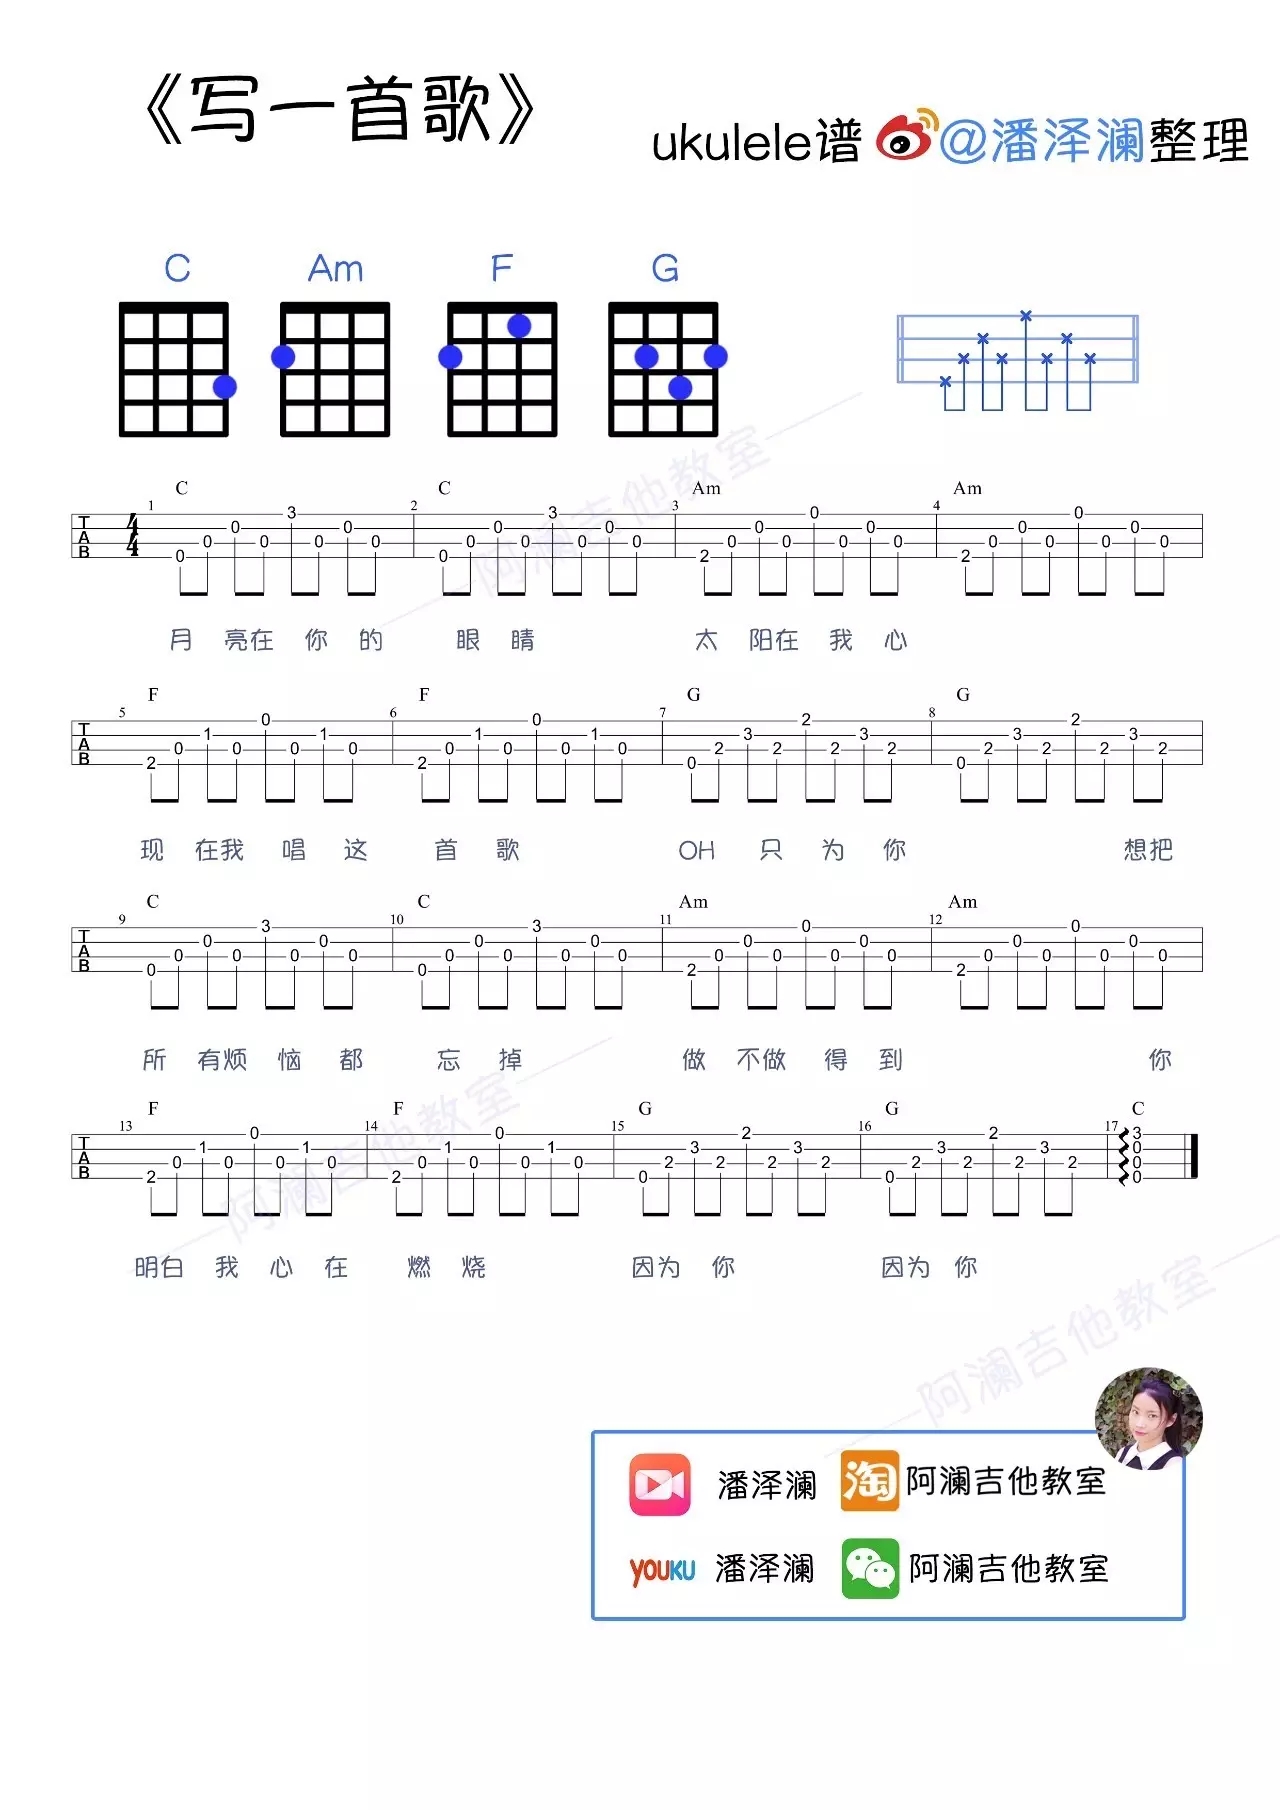 《写一首歌》
ukulele谱 @潘泽澜整理
C Am F G
C C Am Am
1 2 3 4
T A B 4 4 0 0 0 0 3 0 0 0 0 0 0 0 3 0 0 0 2 0 0 0 0 0 0 0 2 0 0 0 0 0 0 0
月 亮在 你 的 眼 睛 太 阳在 我 心
F F G G
5 6 7 8
T A B 2 0 1 0 0 0 1 0 2 0 1 0 0 0 1 0 0 2 3 2 2 2 3 2 0 2 3 2 2 2 3 2
现 在我 唱 这 首 歌 OH 只 为 你 想把
C C Am Am
9 10 11 12
T A B 0 0 0 0 3 0 0 0 0 0 0 0 3 0 0 0 2 0 0 0 0 0 0 0 2 0 0 0 0 0 0 0
所 有烦 恼 都 忘 掉 做 不做 得 到 你
F F G G C
13 14 15 16 17
T A B 2 0 1 0 0 0 1 0 2 0 1 0 0 0 1 0 0 2 3 2 2 2 3 2 0 2 3 2 2 2 3 2 3 0 0 0
明白 我 心 在 燃 烧 因为 你 因为 你
阿澜吉他教室
阿澜吉他教室
阿澜吉他教室
潘泽澜 淘 阿澜吉他教室
YOUKU 潘泽澜 阿澜吉他教室